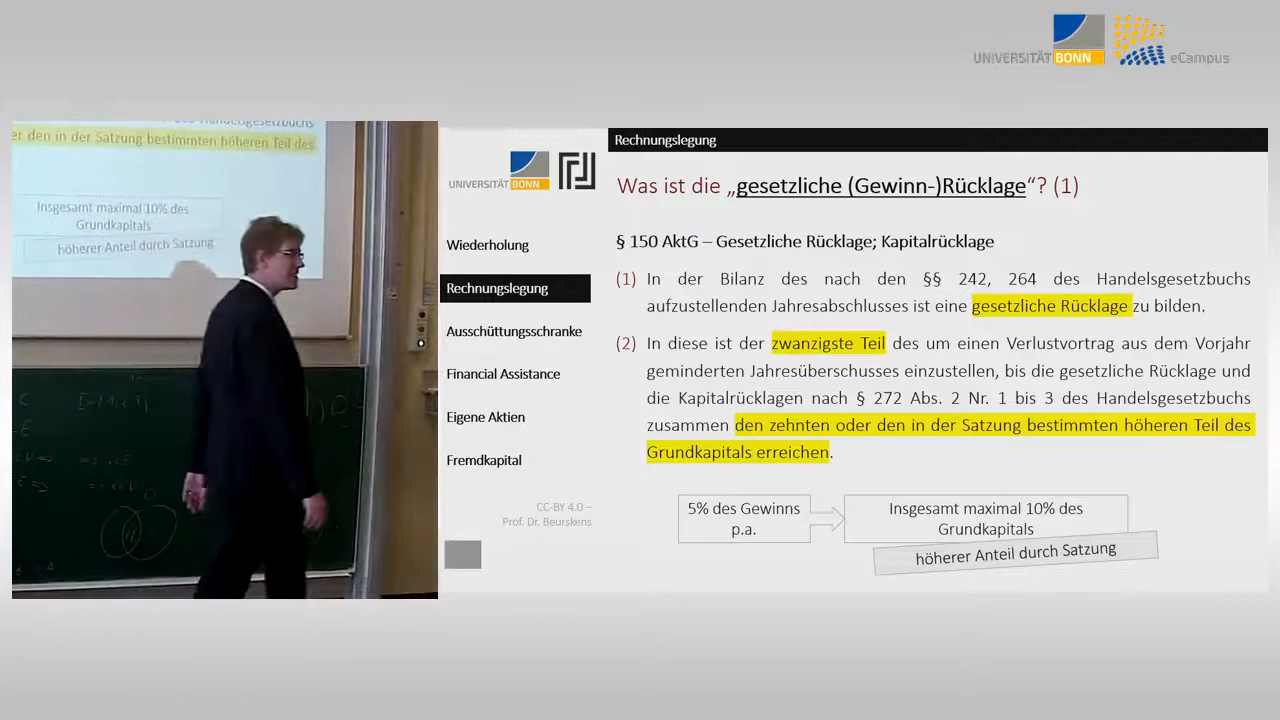 UNIVERSITÄT BONN
eCampus
er den in der Satzung bestimmten höheren Teil des
Insgesamt maximal 10% des
Grundkapitals
höherer Anteil durch Satzung
UNIVERSITÄT BONN
Wiederholung
Rechnungslegung
Ausschüttungsschranke
Financial Assistance
Eigene Aktien
Fremdkapital
CC-BY 4.0 –
Prof. Dr. Beurskens
Rechnungslegung
Was ist die „gesetzliche (Gewinn-)Rücklage“? (1)
§ 150 AktG – Gesetzliche Rücklage; Kapitalrücklage
(1) In der Bilanz des nach den §§ 242, 264 des Handelsgesetzbuchs
aufzustellenden Jahresabschlusses ist eine gesetzliche Rücklage zu bilden.
(2) In diese ist der zwanzigste Teil des um einen Verlustvortrag aus dem Vorjahr
geminderten Jahresüberschusses einzustellen, bis die gesetzliche Rücklage und
die Kapitalrücklagen nach § 272 Abs. 2 Nr. 1 bis 3 des Handelsgesetzbuchs
zusammen den zehnten oder den in der Satzung bestimmten höheren Teil des
Grundkapitals erreichen.
5% des Gewinns
p.a.
Insgesamt maximal 10% des
Grundkapitals
höherer Anteil durch Satzung